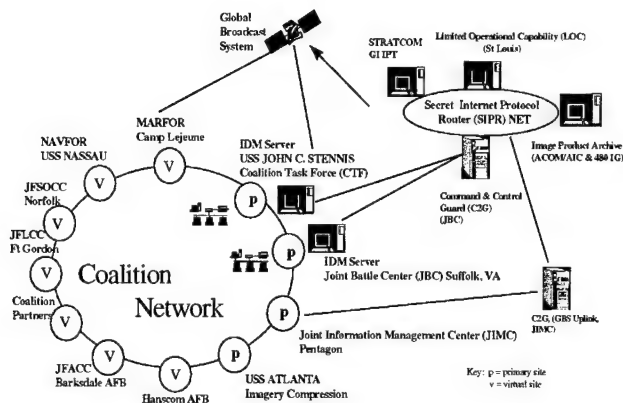 Global
Broadcast
System
STRATCOM
GI IPT
Limited Operational Capability (LOC)
(St Louis)
Secret Internet Protocol
Router (SIPR) NET
Image Product Archive
(ACOM/AIC & 480 IG)
MARFOR
Camp Lejeune
NAVFOR
USS NASSAU
JFSOCC
Norfolk
JFLCC
Ft Gordon
Coalition
Partners
JFACC
Barksdale AFB
Hanscom AFB
USS ATLANTA
Imagery Compression
IDM Server
USS JOHN C. STENNIS
Coalition Task Force (CTF)
Command & Control
Guard (C2G)
(JBC)
IDM Server
Joint Battle Center (JBC) Suffolk, VA
Joint Information Management Center (JIMC)
Pentagon
C2G, (GBS Uplink,
JIMC)
Coalition
Network
V
V
V
V
V
V
V
p
p
p
p
Key: p = primary site
v = virtual site